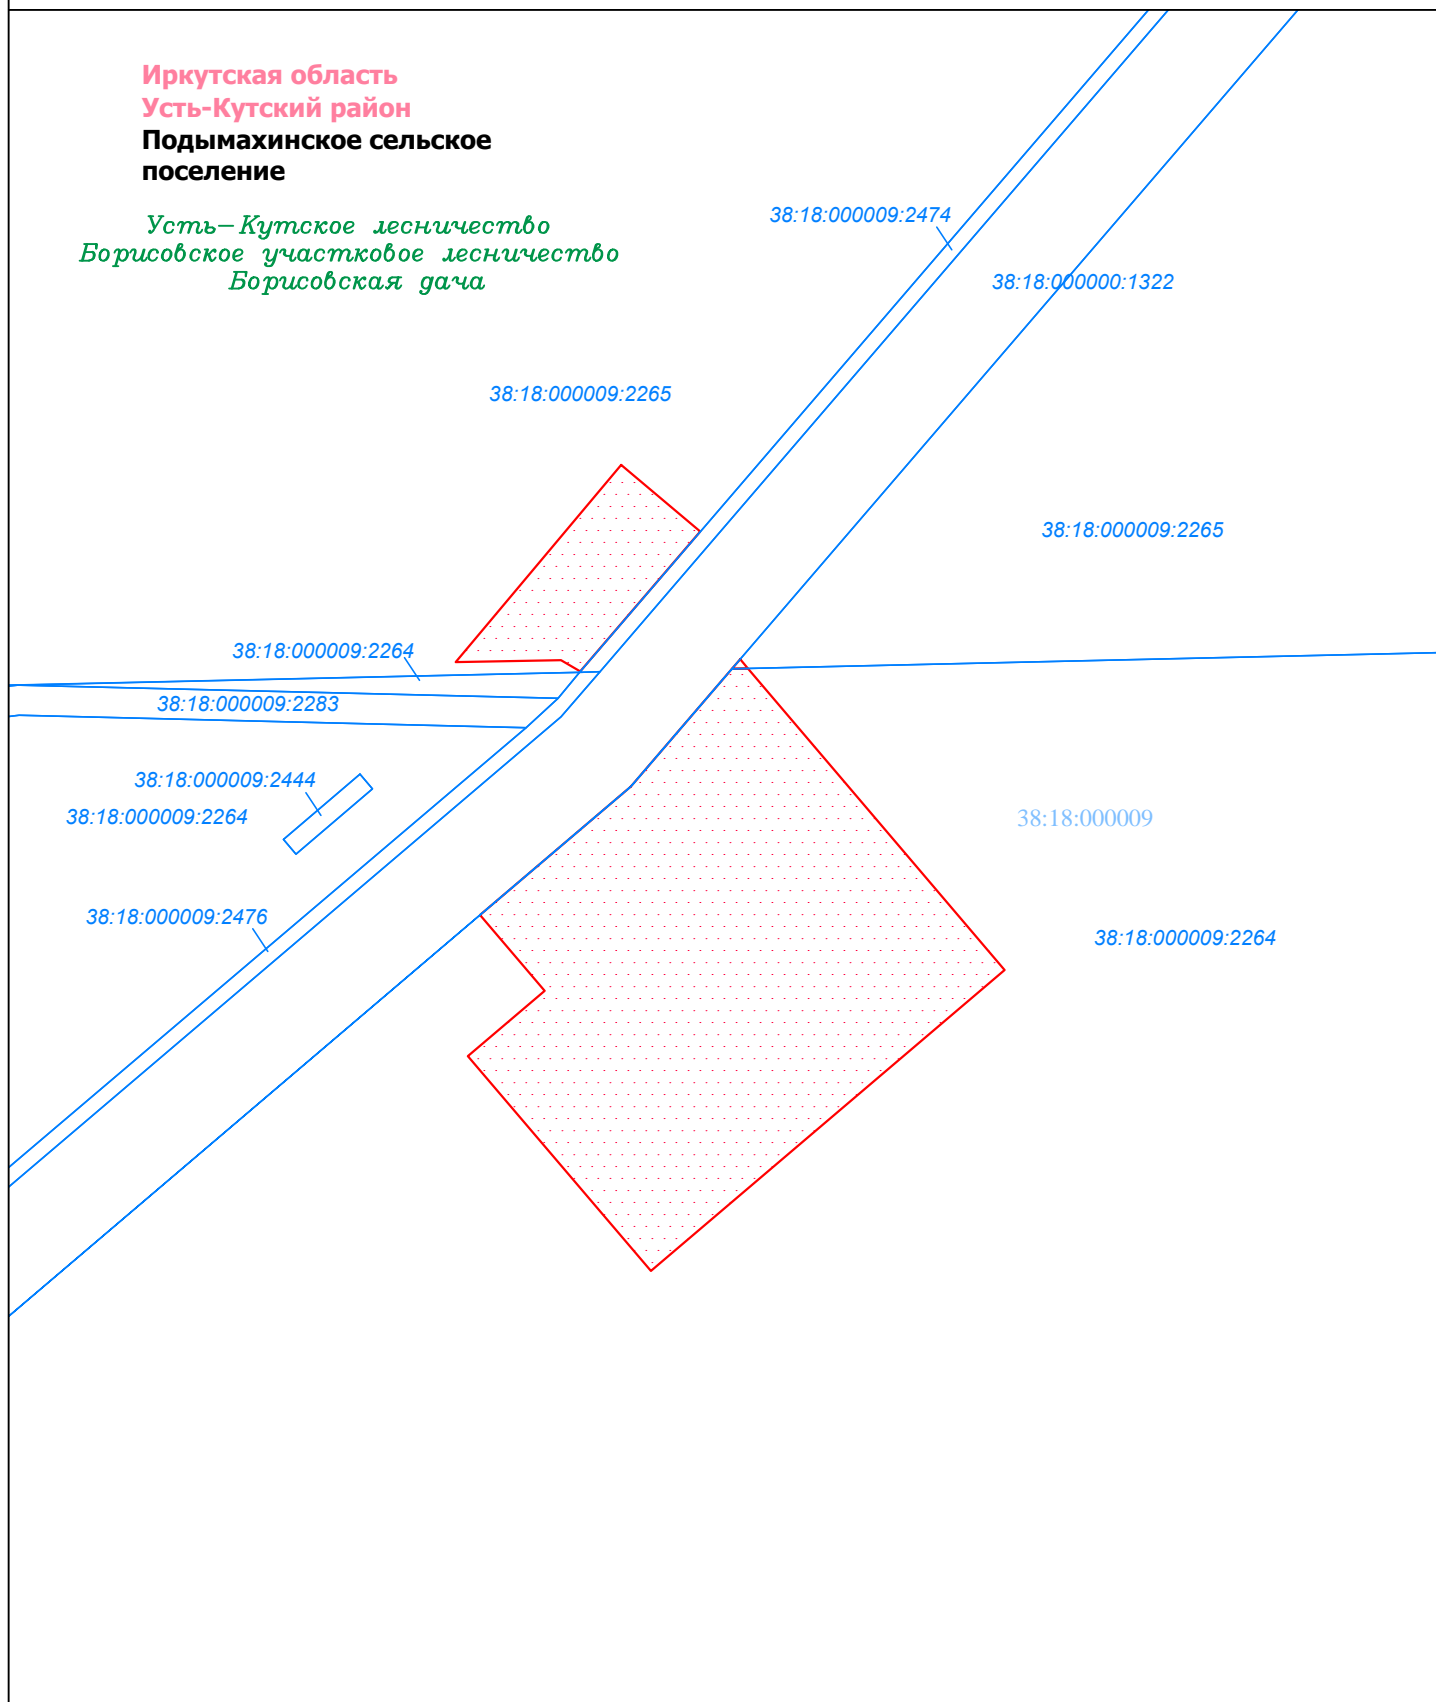 Иркутская область
Усть-Кутский район
Подымахинское сельское
поселение
Усть-Кутское лесничество
Борисовское участковое лесничество
Борисовская дача
38:18:000009:2474
38:18:000000:1322
38:18:000009:2265
38:18:000009:2265
38:18:000009:2264
38:18:000009:2283
38:18:000009:2444
38:18:000009:2264
38:18:000009
38:18:000009:2476
38:18:000009:2264